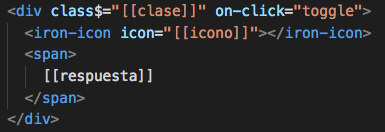 <div class$="[[clase]]" on-click="toggle">
<iron-icon icon="[[icono]]"></iron-icon>
<span>
[[respuesta]]
</span>
</div>